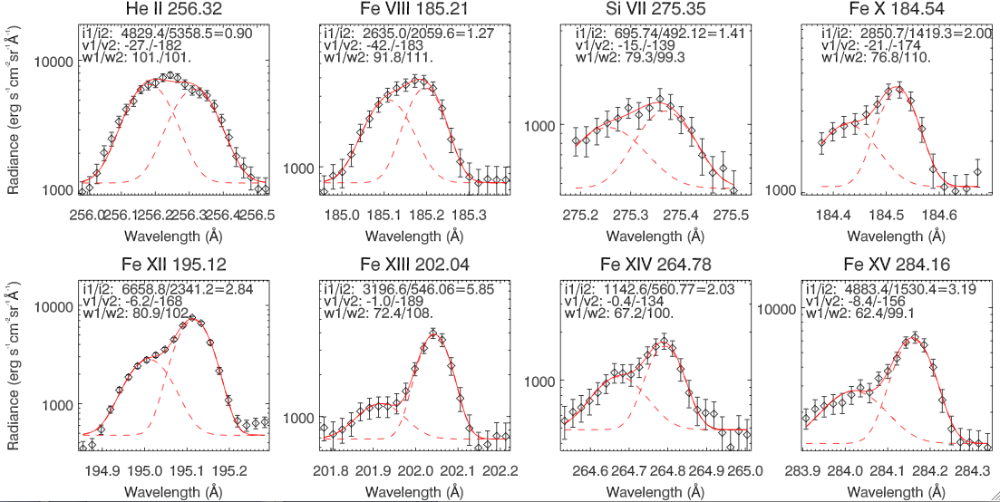 He II 256.32
Fe VIII 185.21
Si VII 275.35
Fe X 184.54
i1/i2: 4829.4/5358.5=0.90
v1/v2: -27./-182
w1/w2: 101./101.
i1/i2: 2635.0/2059.6=1.27
v1/v2: -42./-183
w1/w2: 91.8/111.
i1/i2: 695.74/492.12=1.41
v1/v2: -15./-139
w1/w2: 79.3/99.3
i1/i2: 2850.7/1419.3=2.00
v1/v2: -21./-174
w1/w2: 76.8/110.
Radiance (erg s⁻¹cm⁻²sr⁻¹Å⁻¹)
10000
1000
1000
1000
1000
256.0 256.1 256.2 256.3 256.4 256.5
185.0 185.1 185.2 185.3
275.2 275.3 275.4 275.5
184.4 184.5 184.6
Wavelength (Å)
Wavelength (Å)
Wavelength (Å)
Wavelength (Å)
Fe XII 195.12
Fe XIII 202.04
Fe XIV 264.78
Fe XV 284.16
i1/i2: 6658.8/2341.2=2.84
v1/v2: -6.2/-168
w1/w2: 80.9/102.
i1/i2: 3196.6/546.06=5.85
v1/v2: -1.0/-189
w1/w2: 72.4/108.
i1/i2: 1142.6/560.77=2.03
v1/v2: -0.4/-134
w1/w2: 67.2/100.
i1/i2: 4883.4/1530.4=3.19
v1/v2: -8.4/-156
w1/w2: 62.4/99.1
Radiance (erg s⁻¹cm⁻²sr⁻¹Å⁻¹)
10000
1000
1000
1000
10000
194.9 195.0 195.1 195.2
201.8 201.9 202.0 202.1 202.2
264.6 264.7 264.8 264.9 265.0
283.9 284.0 284.1 284.2 284.3
Wavelength (Å)
Wavelength (Å)
Wavelength (Å)
Wavelength (Å)